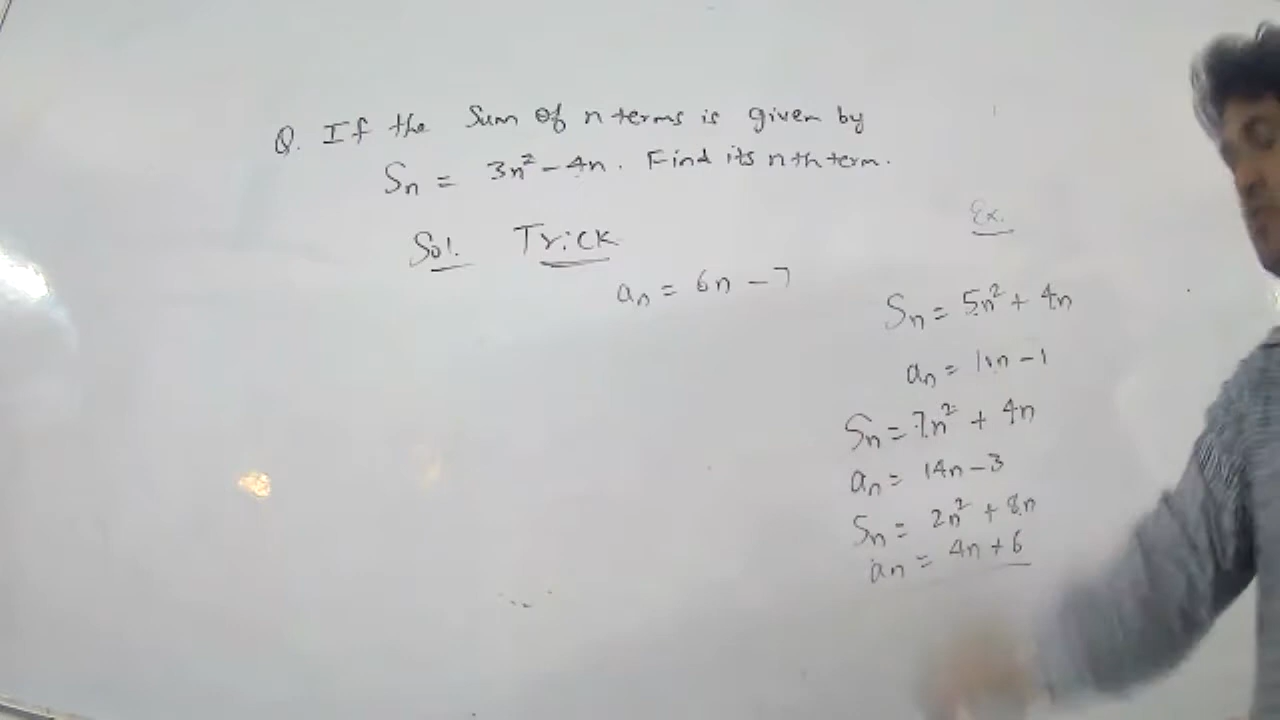 Q. If the Sum of n terms is given by
Sn = 3n² - 4n. Find its nth term.
Sol. Trick
an = 6n - 7
Ex.
Sn = 5n² + 4n
an = 10n - 1
Sn = 7n² + 4n
an = 14n - 3
Sn = 2n² + 8n
an = 4n + 6